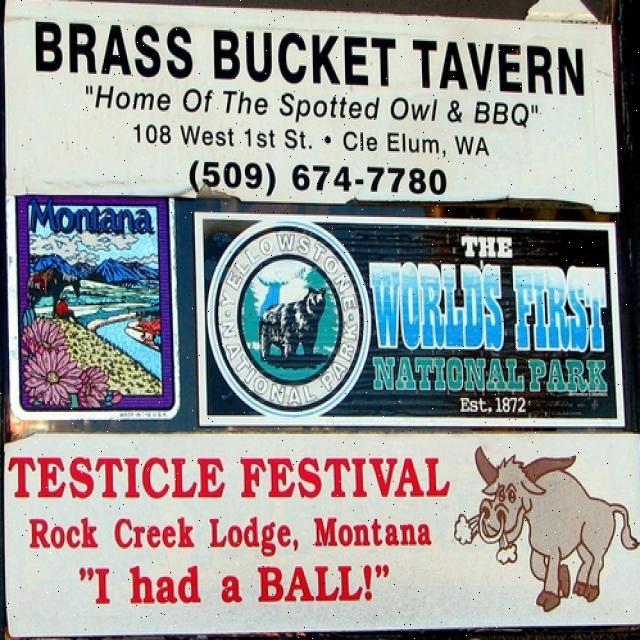 BRASS BUCKET TAVERN
"Home Of The Spotted Owl & BBQ"
108 West 1st St. • Cle Elum, WA
(509) 674-7780
Montana
YELLOWSTONE
NATIONAL PARK
THE
WORLDS FIRST
NATIONAL PARK
Est. 1872
TESTICLE FESTIVAL
Rock Creek Lodge, Montana
"I had a BALL!"